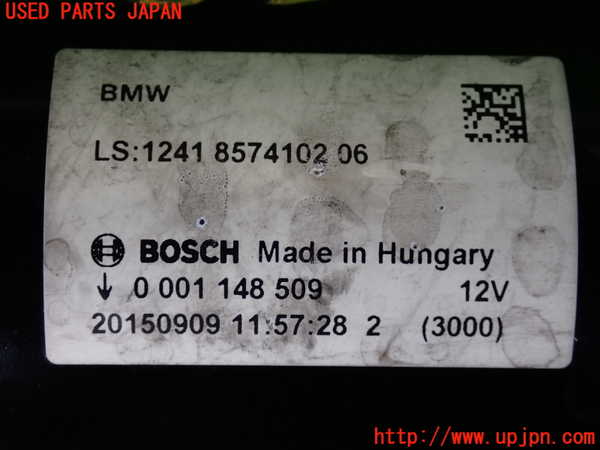 USED PARTS JAPAN
BMW
LS:1241 8574102 06
BOSCH Made in Hungary
↓ 0 001 148 509 12V
20150909 11:57:28 2 (3000)
http://www.upjpn.com/